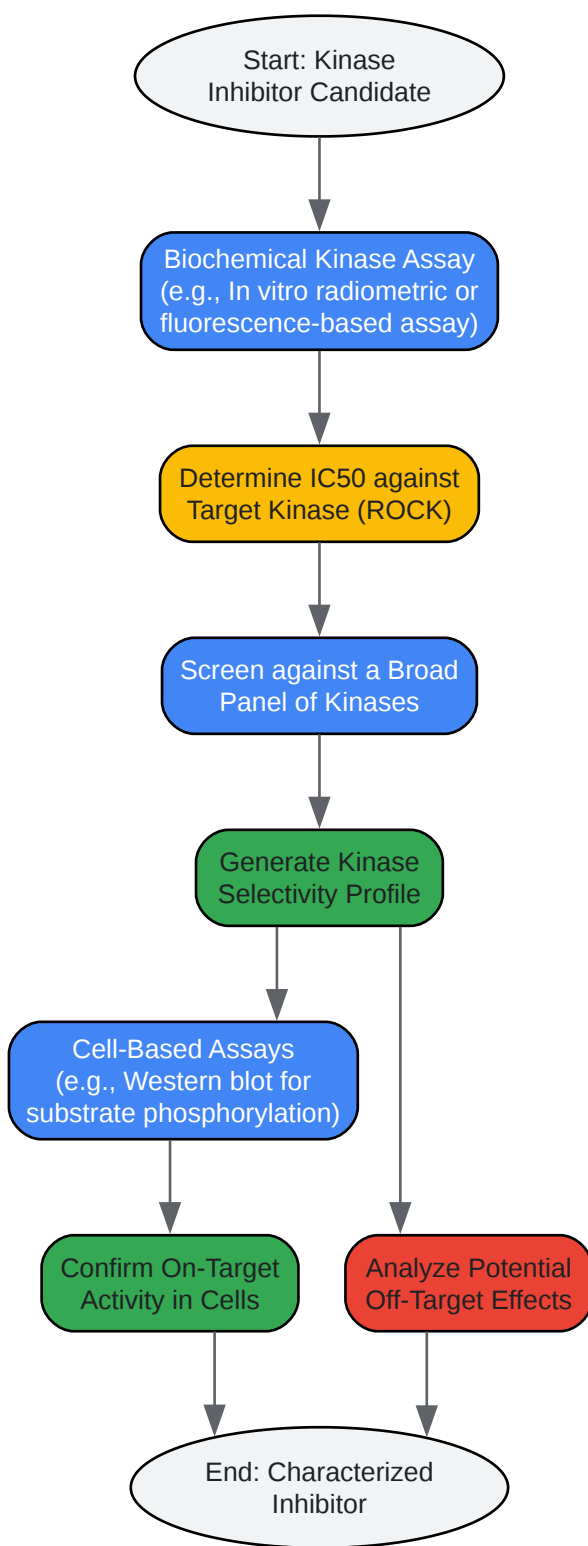 Start: Kinase
Inhibitor Candidate
Biochemical Kinase Assay
(e.g., In vitro radiometric or
fluorescence-based assay)
Determine IC50 against
Target Kinase (ROCK)
Screen against a Broad
Panel of Kinases
Generate Kinase
Selectivity Profile
Cell-Based Assays
(e.g., Western blot for
substrate phosphorylation)
Confirm On-Target
Activity in Cells
Analyze Potential
Off-Target Effects
End: Characterized
Inhibitor